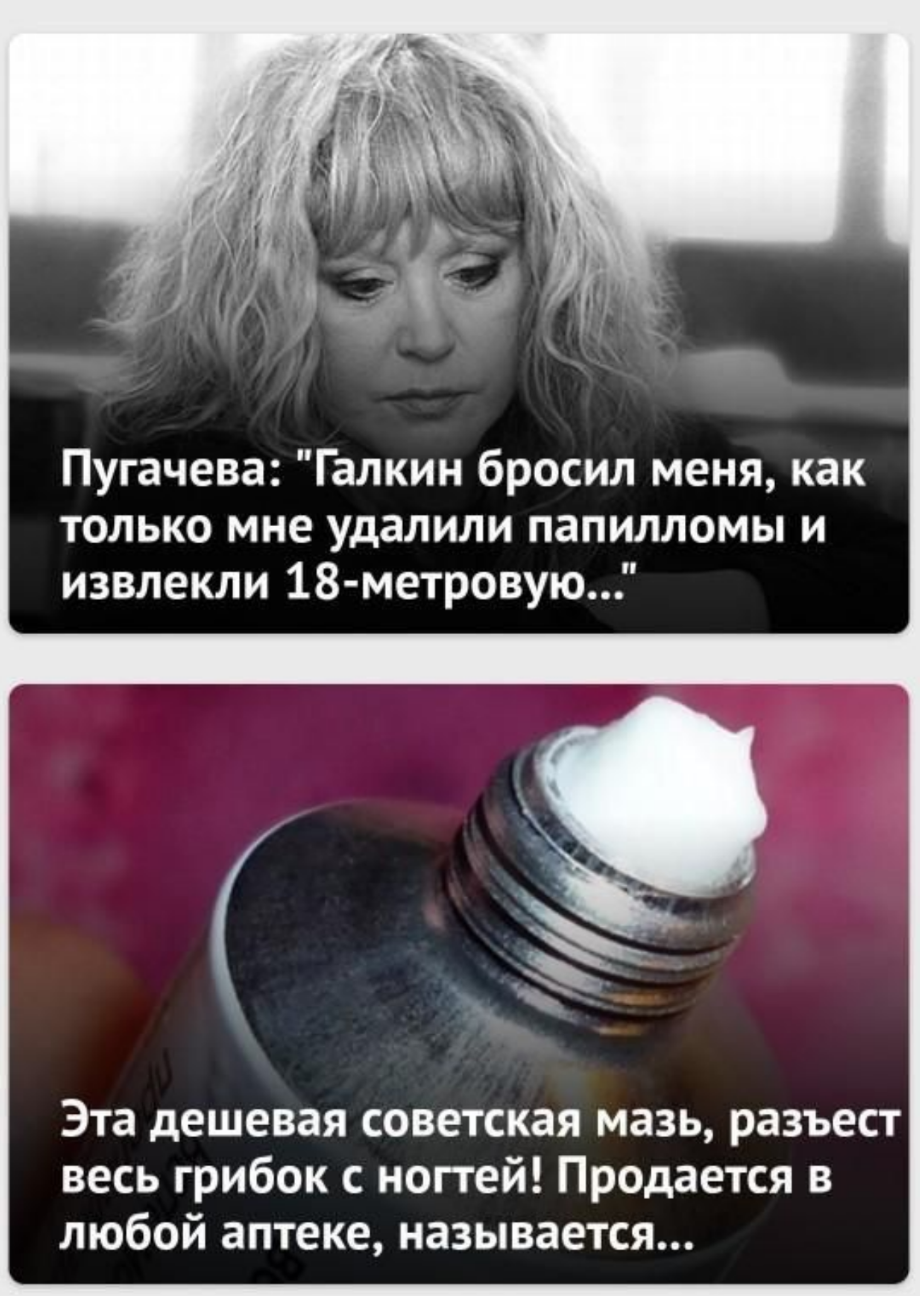 Пугачева: "Галкин бросил меня, как
только мне удалили папилломы и
извлекли 18-метровую..."
Эта дешевая советская мазь, разъест
весь грибок с ногтей! Продается в
любой аптеке, называется...